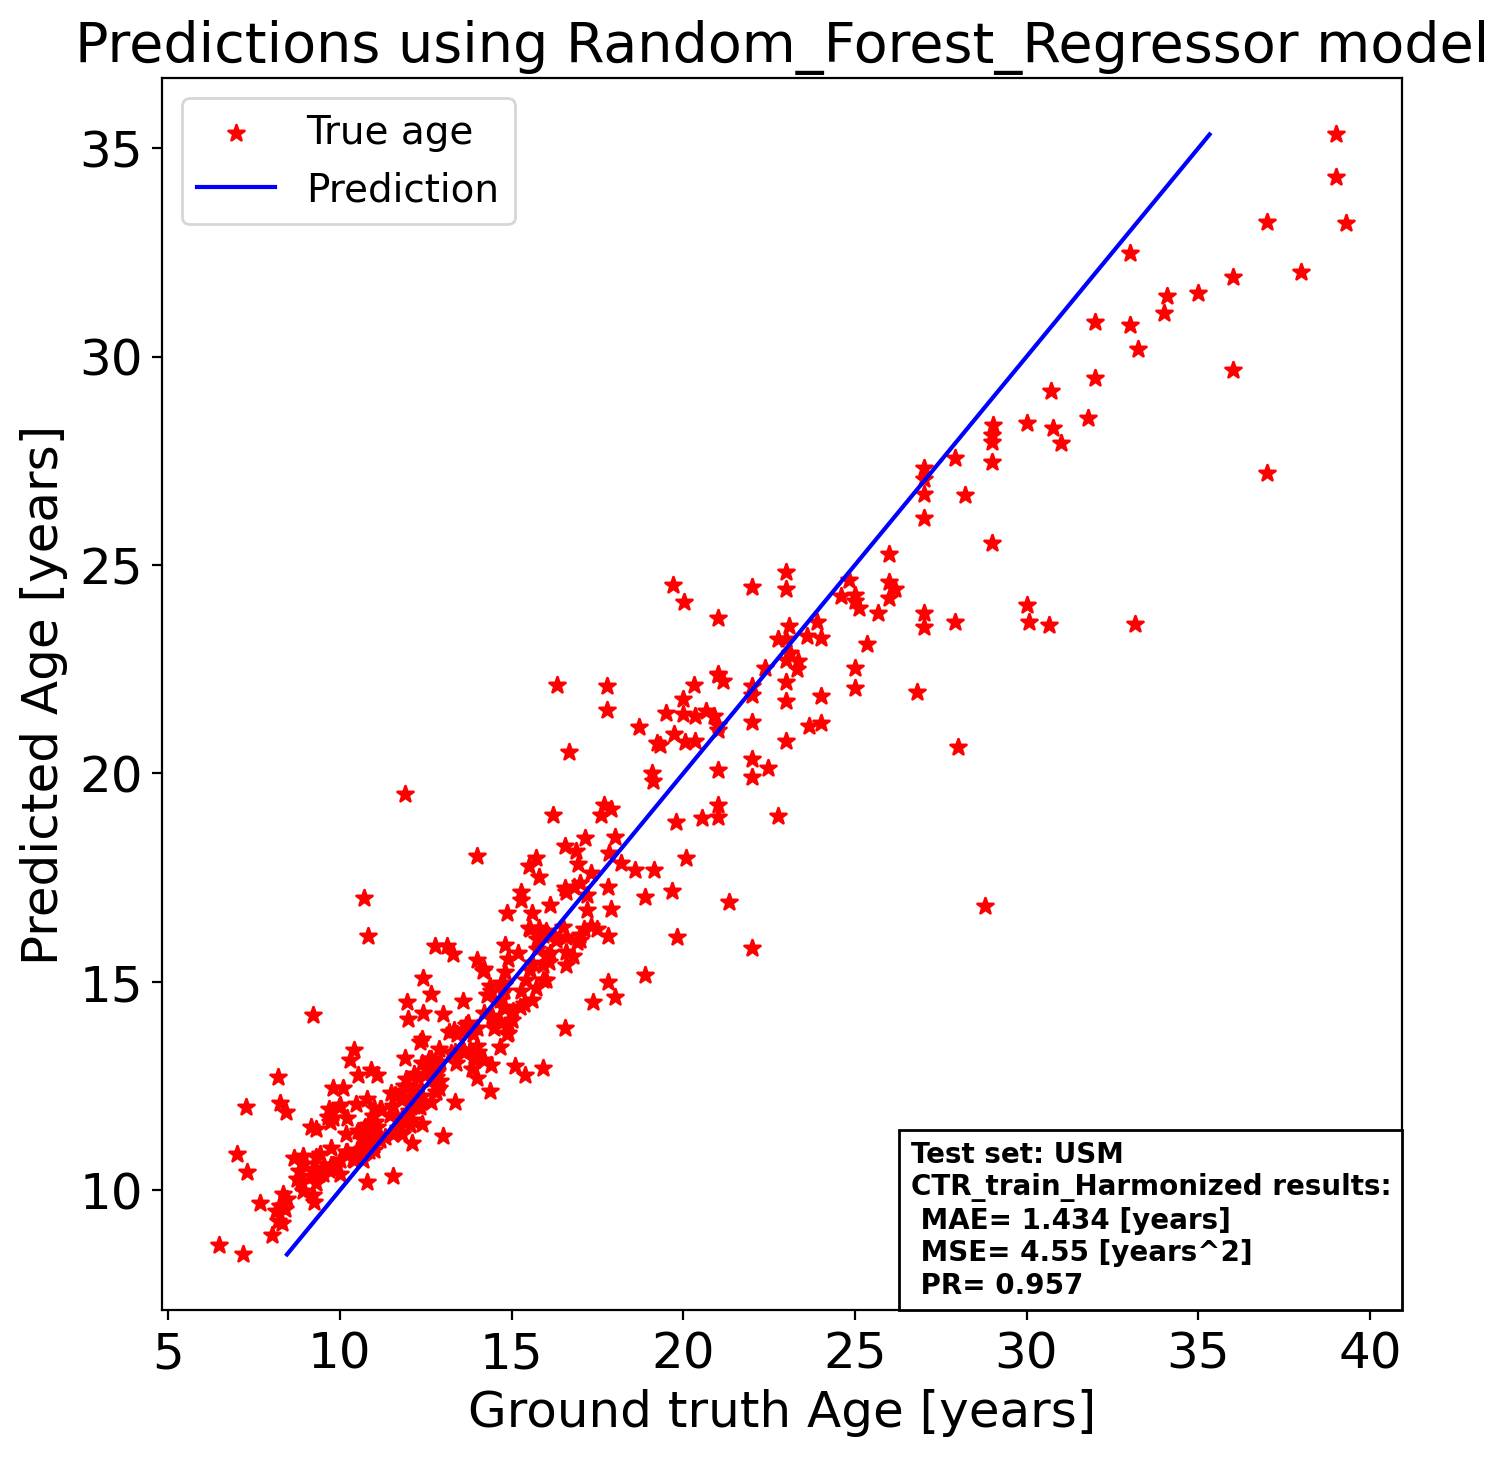 Predictions using Random_Forest_Regressor model
True age
Prediction
Predicted Age [years]
35
30
25
20
15
10
Test set: USM
CTR_train_Harmonized results:
MAE= 1.434 [years]
MSE= 4.55 [years^2]
PR= 0.957
5 10 15 20 25 30 35 40
Ground truth Age [years]